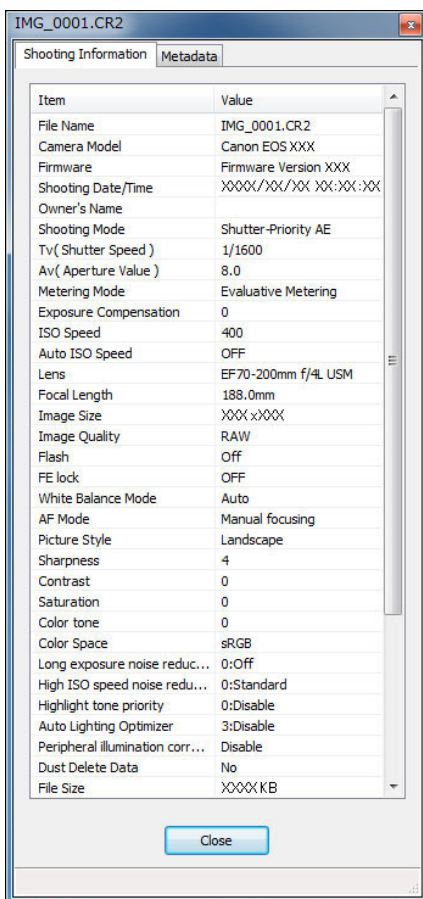 IMG_0001.CR2
Shooting Information Metadata
Item Value
File Name IMG_0001.CR2
Camera Model Canon EOS XXX
Firmware Firmware Version XXX
Shooting Date/Time XXXX/XX/XX XX:XX:XX
Owner's Name
Shooting Mode Shutter-Priority AE
Tv( Shutter Speed ) 1/1600
Av( Aperture Value ) 8.0
Metering Mode Evaluative Metering
Exposure Compensation 0
ISO Speed 400
Auto ISO Speed OFF
Lens EF70-200mm f/4L USM
Focal Length 188.0mm
Image Size XXXxXXX
Image Quality RAW
Flash Off
FE lock OFF
White Balance Mode Auto
AF Mode Manual focusing
Picture Style Landscape
Sharpness 4
Contrast 0
Saturation 0
Color tone 0
Color Space sRGB
Long exposure noise reduc... 0:Off
High ISO speed noise redu... 0:Standard
Highlight tone priority 0:Disable
Auto Lighting Optimizer 3:Disable
Peripheral illumination corr... Disable
Dust Delete Data No
File Size XXXXKB
Close